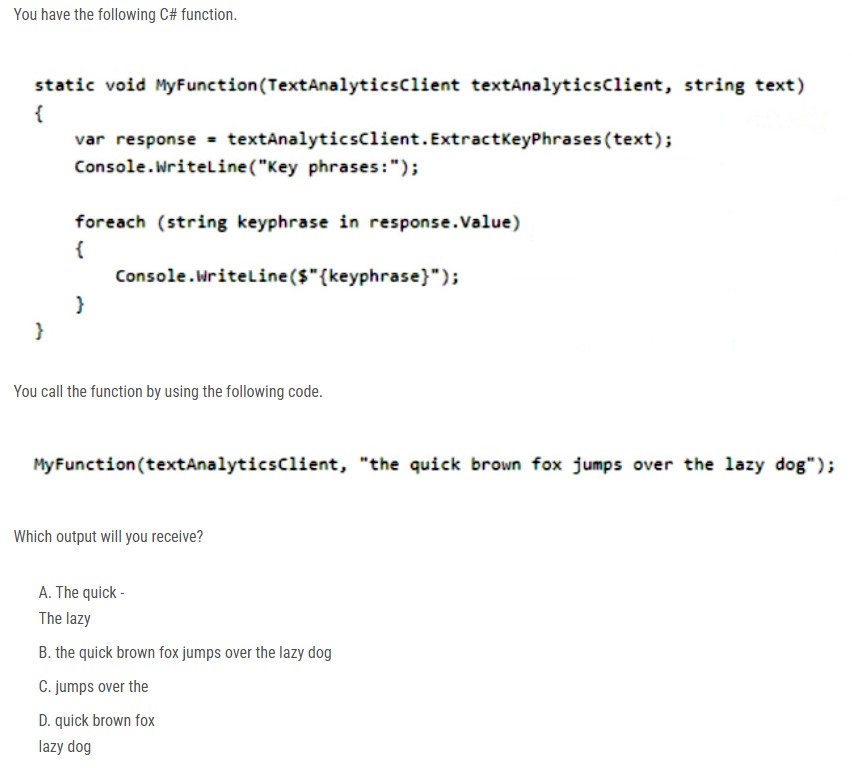 You have the following C# function.
static void MyFunction(TextAnalyticsClient textAnalyticsClient, string text)
{
    var response = textAnalyticsClient.ExtractKeyPhrases(text);
    Console.WriteLine("Key phrases:");
    foreach (string keyphrase in response.Value)
    {
        Console.WriteLine($"{keyphrase}");
    }
}
You call the function by using the following code.
MyFunction(textAnalyticsClient, "the quick brown fox jumps over the lazy dog");
Which output will you receive?
A. The quick -
The lazy
B. the quick brown fox jumps over the lazy dog
C. jumps over the
D. quick brown fox
lazy dog